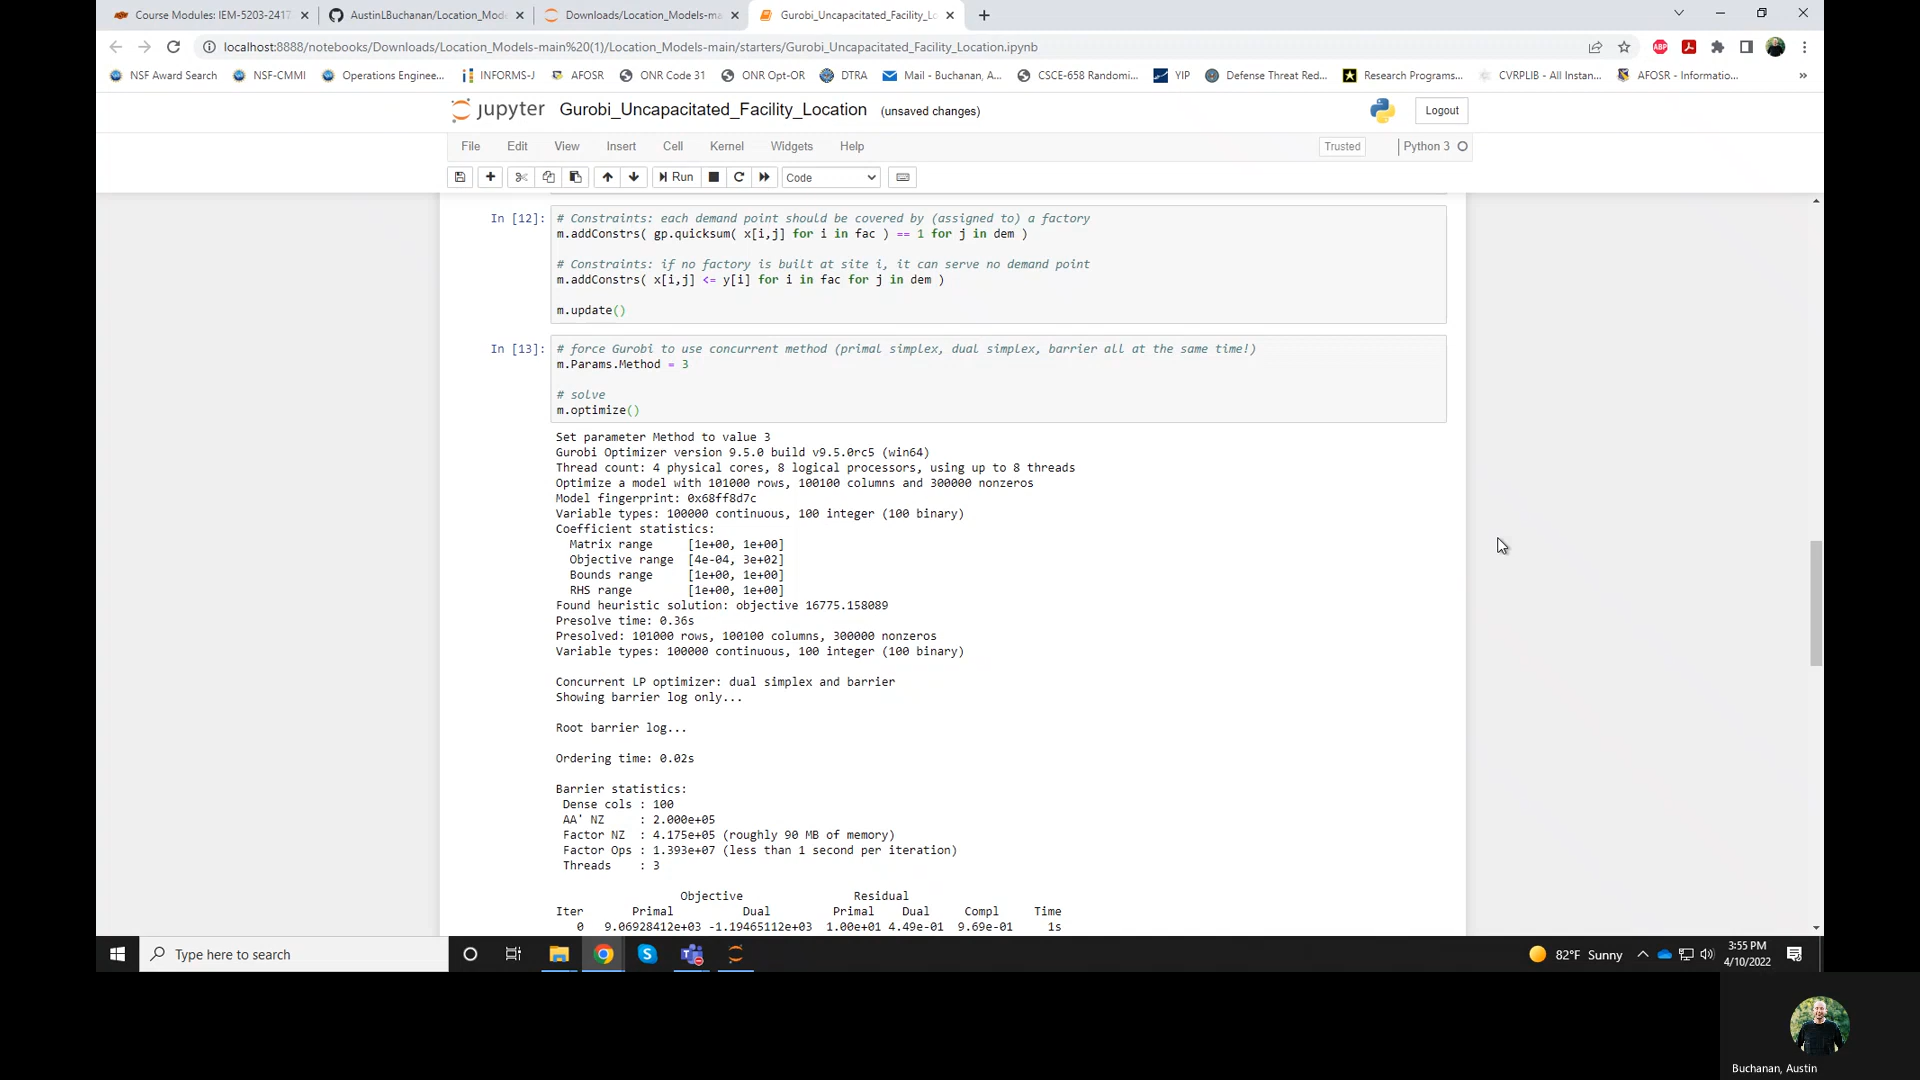 Course Modules: IEM-5203-2417
AustinLBuchanan/Location_Mode
Downloads/Location_Models-ma
Gurobi_Uncapacitated_Facility_Lo
localhost:8888/notebooks/Downloads/Location_Models-main%20(1)/Location_Models-main/starters/Gurobi_Uncapacitated_Facility_Location.ipynb
NSF Award Search
NSF-CMMI
Operations Enginee...
INFORMS-J
AFOSR
ONR Code 31
ONR Opt-OR
DTRA
Mail - Buchanan, A...
CSCE-658 Randomi...
YIP
Defense Threat Red...
Research Programs...
CVRPLIB - All Instan...
AFOSR - Informatio...
»
jupyter Gurobi_Uncapacitated_Facility_Location (unsaved changes)
Logout
File Edit View Insert Cell Kernel Widgets Help
Trusted
Python 3
Run
Code
In [12]:
# Constraints: each demand point should be covered by (assigned to) a factory
m.addConstrs( gp.quicksum( x[i,j] for i in fac ) == 1 for j in dem )
# Constraints: if no factory is built at site i, it can serve no demand point
m.addConstrs( x[i,j] <= y[i] for i in fac for j in dem )
m.update()
In [13]:
# force Gurobi to use concurrent method (primal simplex, dual simplex, barrier all at the same time!)
m.Params.Method = 3
# solve
m.optimize()
Set parameter Method to value 3
Gurobi Optimizer version 9.5.0 build v9.5.0rc5 (win64)
Thread count: 4 physical cores, 8 logical processors, using up to 8 threads
Optimize a model with 101000 rows, 100100 columns and 300000 nonzeros
Model fingerprint: 0x68ff8d7c
Variable types: 100000 continuous, 100 integer (100 binary)
Coefficient statistics:
Matrix range [1e+00, 1e+00]
Objective range [4e-04, 3e+02]
Bounds range [1e+00, 1e+00]
RHS range [1e+00, 1e+00]
Found heuristic solution: objective 16775.158089
Presolve time: 0.36s
Presolved: 101000 rows, 100100 columns, 300000 nonzeros
Variable types: 100000 continuous, 100 integer (100 binary)
Concurrent LP optimizer: dual simplex and barrier
Showing barrier log only...
Root barrier log...
Ordering time: 0.02s
Barrier statistics:
Dense cols : 100
AA' NZ : 2.000e+05
Factor NZ : 4.175e+05 (roughly 90 MB of memory)
Factor Ops : 1.393e+07 (less than 1 second per iteration)
Threads : 3
Objective Residual
Iter Primal Dual Primal Dual Compl Time
0 9.06928412e+03 -1.19465112e+03 1.00e+01 4.49e-01 9.69e-01 1s
Type here to search
82°F Sunny
3:55 PM
4/10/2022
Buchanan, Austin